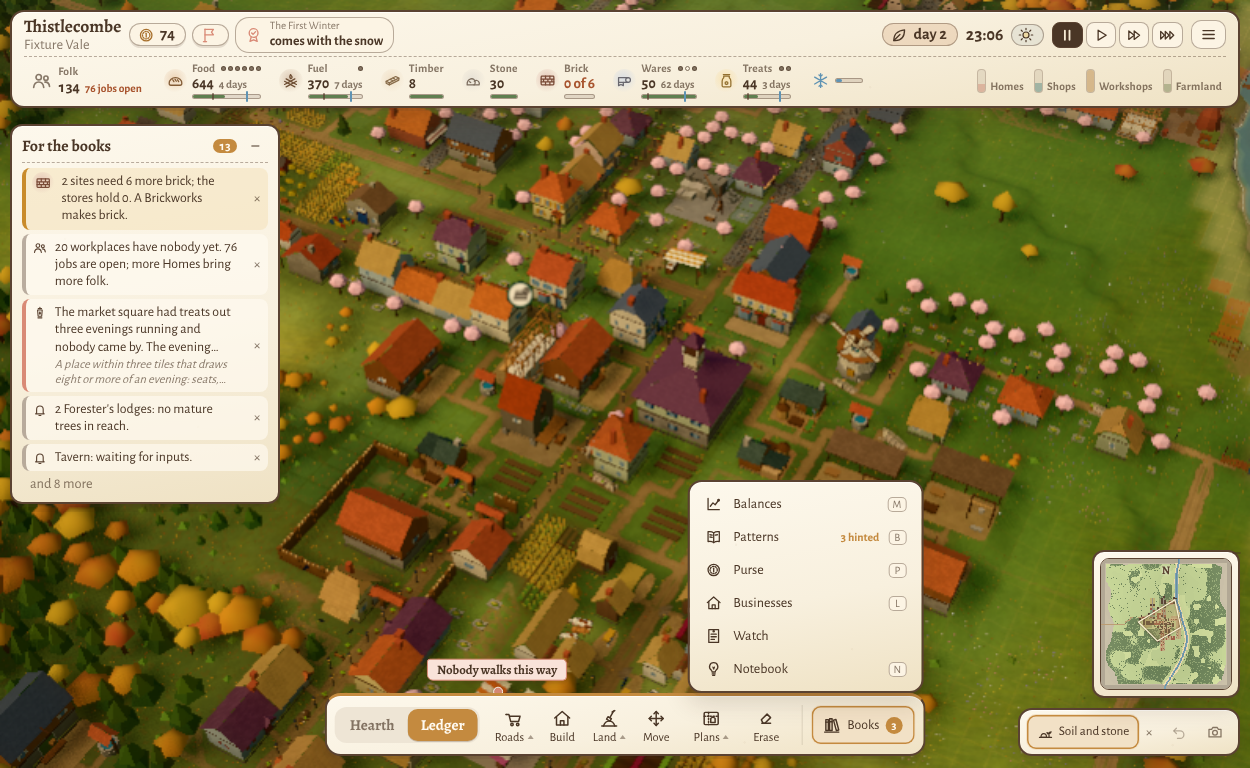 Thistlecombe
Fixture Vale
74
The First Winter
comes with the snow
day 2
23:06
Folk
134 76 jobs open
Food
644 4 days
Fuel
370 7 days
Timber
8
Stone
30
Brick
0 of 6
Wares
50 62 days
Treats
44 3 days
Homes
Shops
Workshops
Farmland
For the books 13 −
2 sites need 6 more brick; the
stores hold 0. A Brickworks
makes brick.
×
20 workplaces have nobody yet. 76
jobs are open; more Homes bring
more folk.
×
The market square had treats out
three evenings running and
nobody came by. The evening…
A place within three tiles that draws
eight or more of an evening: seats,…
×
2 Forester's lodges: no mature
trees in reach.
×
Tavern: waiting for inputs.
×
and 8 more
Balances M
Patterns 3 hinted B
Purse P
Businesses L
Watch
Notebook N
Nobody walks this way
Hearth
Ledger
Roads
Build
Land
Move
Plans
Erase
Books 3
N
Soil and stone ×